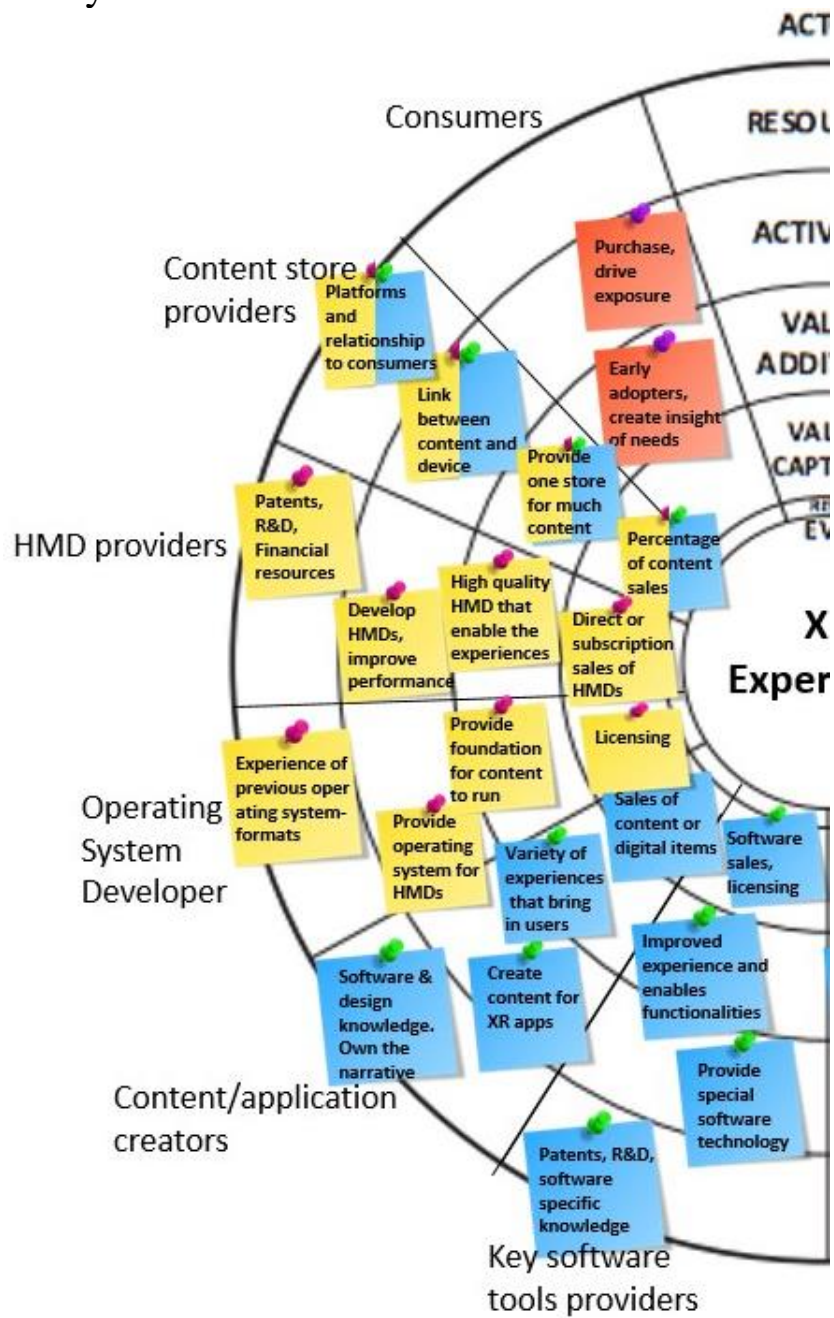 ACT
Consumers
RESOU
ACTIV
Purchase,
drive
exposure
Content store
providers
Platforms
and
relationship
to consumers
VAL
ADDI
Early
adopters,
create insight
of needs
Link
between
content and
device
VAL
CAPT
Provide
one store
for much
content
EV
HMD providers
Patents,
R&D,
Financial
resources
Percentage
of content
sales
High quality
HMD that
enable the
experiences
Develop
HMDs,
improve
performance
Direct or
subscription
sales of
HMDs
X
Exper
Provide
foundation
for content
to run
Licensing
Operating
System
Developer
Experience of
previous oper
ating system-
formats
Provide
operating
system for
HMDs
Sales of
content or
digital items
Software
sales,
licensing
Variety of
experiences
that bring
in users
Content/application
creators
Software &
design
knowledge.
Own the
narrative
Create
content for
XR apps
Improved
experience and
enables
functionalities
Provide
special
software
technology
Patents, R&D,
software
specific
knowledge
Key software
tools providers